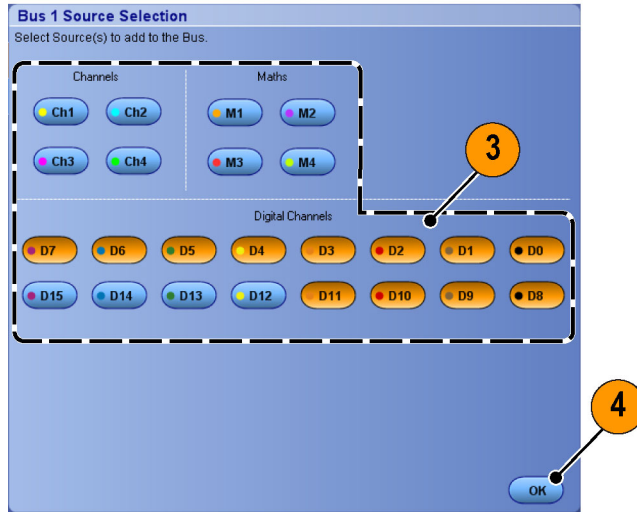 Bus 1 Source Selection
Select Source(s) to add to the Bus.
Channels Maths
Ch1 Ch2 M1 M2
3
Ch3 Ch4 M3 M4
Digital Channels
D7 D6 D5 D4 D3 D2 D1 D0
D15 D14 D13 D12 D11 D10 D9 D8
4
OK